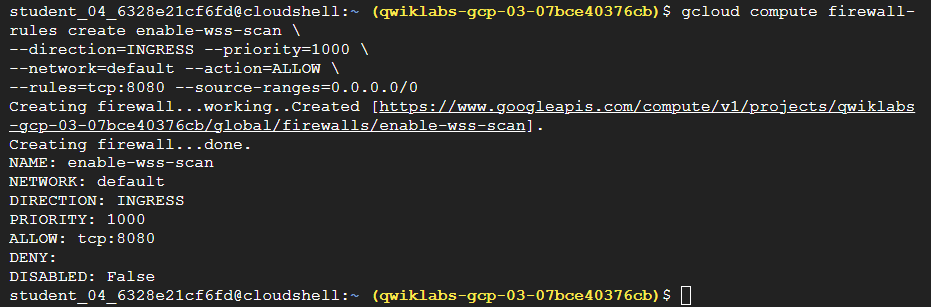 student_04_6328e21cf6fd@cloudshell:~ (qwiklabs-gcp-03-07bce40376cb)$ gcloud compute firewall-
rules create enable-wss-scan \
--direction=INGRESS --priority=1000 \
--network=default --action=ALLOW \
--rules=tcp:8080 --source-ranges=0.0.0.0/0
Creating firewall...working..Created [https://www.googleapis.com/compute/v1/projects/qwiklabs
-gcp-03-07bce40376cb/global/firewalls/enable-wss-scan].
Creating firewall...done.
NAME: enable-wss-scan
NETWORK: default
DIRECTION: INGRESS
PRIORITY: 1000
ALLOW: tcp:8080
DENY:
DISABLED: False
student_04_6328e21cf6fd@cloudshell:~ (qwiklabs-gcp-03-07bce40376cb)$